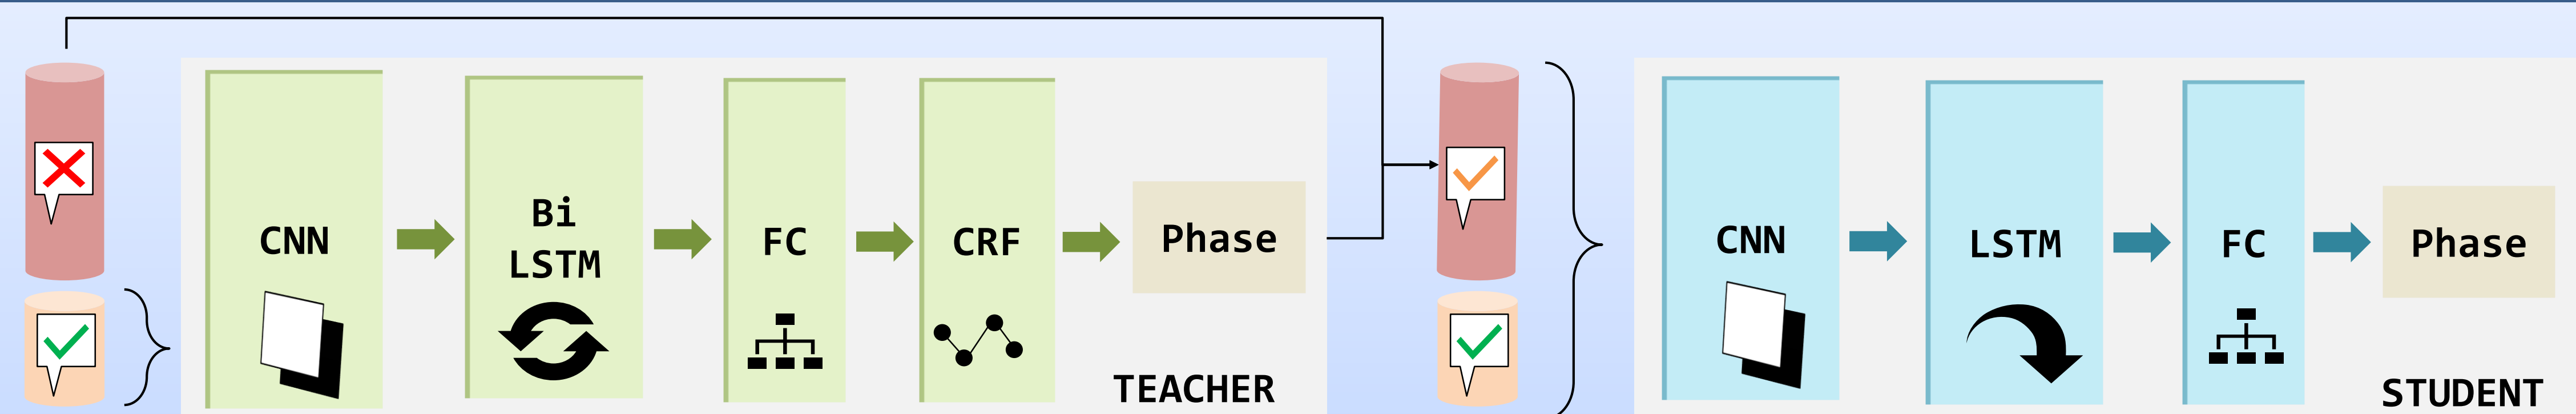 CNN
Bi
LSTM
FC
CRF
Phase
TEACHER
CNN
LSTM
FC
Phase
STUDENT